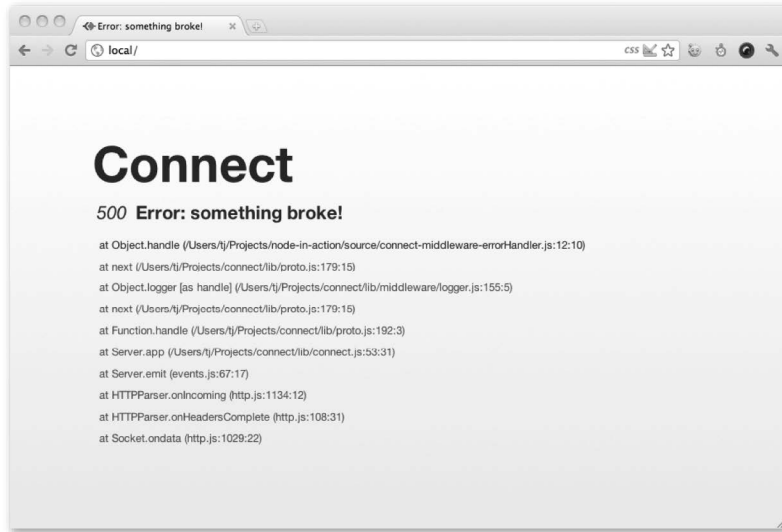 Error: something broke!
local/
css
Connect
500 Error: something broke!
at Object.handle (/Users/tj/Projects/node-in-action/source/connect-middleware-errorHandler.js:12:10)
at next (/Users/tj/Projects/connect/lib/proto.js:179:15)
at Object.logger [as handle] (/Users/tj/Projects/connect/lib/middleware/logger.js:155:5)
at next (/Users/tj/Projects/connect/lib/proto.js:179:15)
at Function.handle (/Users/tj/Projects/connect/lib/proto.js:192:3)
at Server.app (/Users/tj/Projects/connect/lib/connect.js:53:31)
at Server.emit (events.js:67:17)
at HTTPParser.onIncoming (http.js:1134:12)
at HTTPParser.onHeadersComplete (http.js:108:31)
at Socket.ondata (http.js:1029:22)